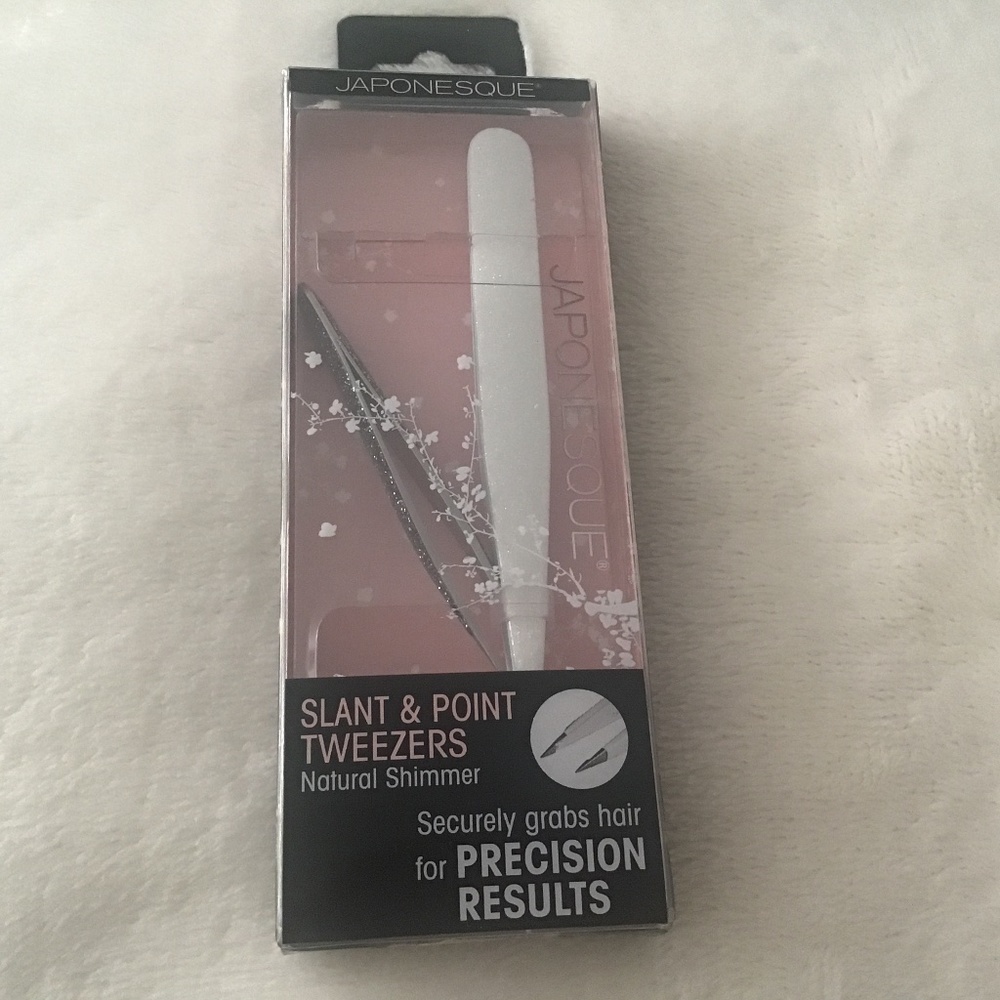 JAPONESQUE®
JAPONESQUE®
SLANT & POINT
TWEEZERS
Natural Shimmer
Securely grabs hair
for PRECISION
RESULTS